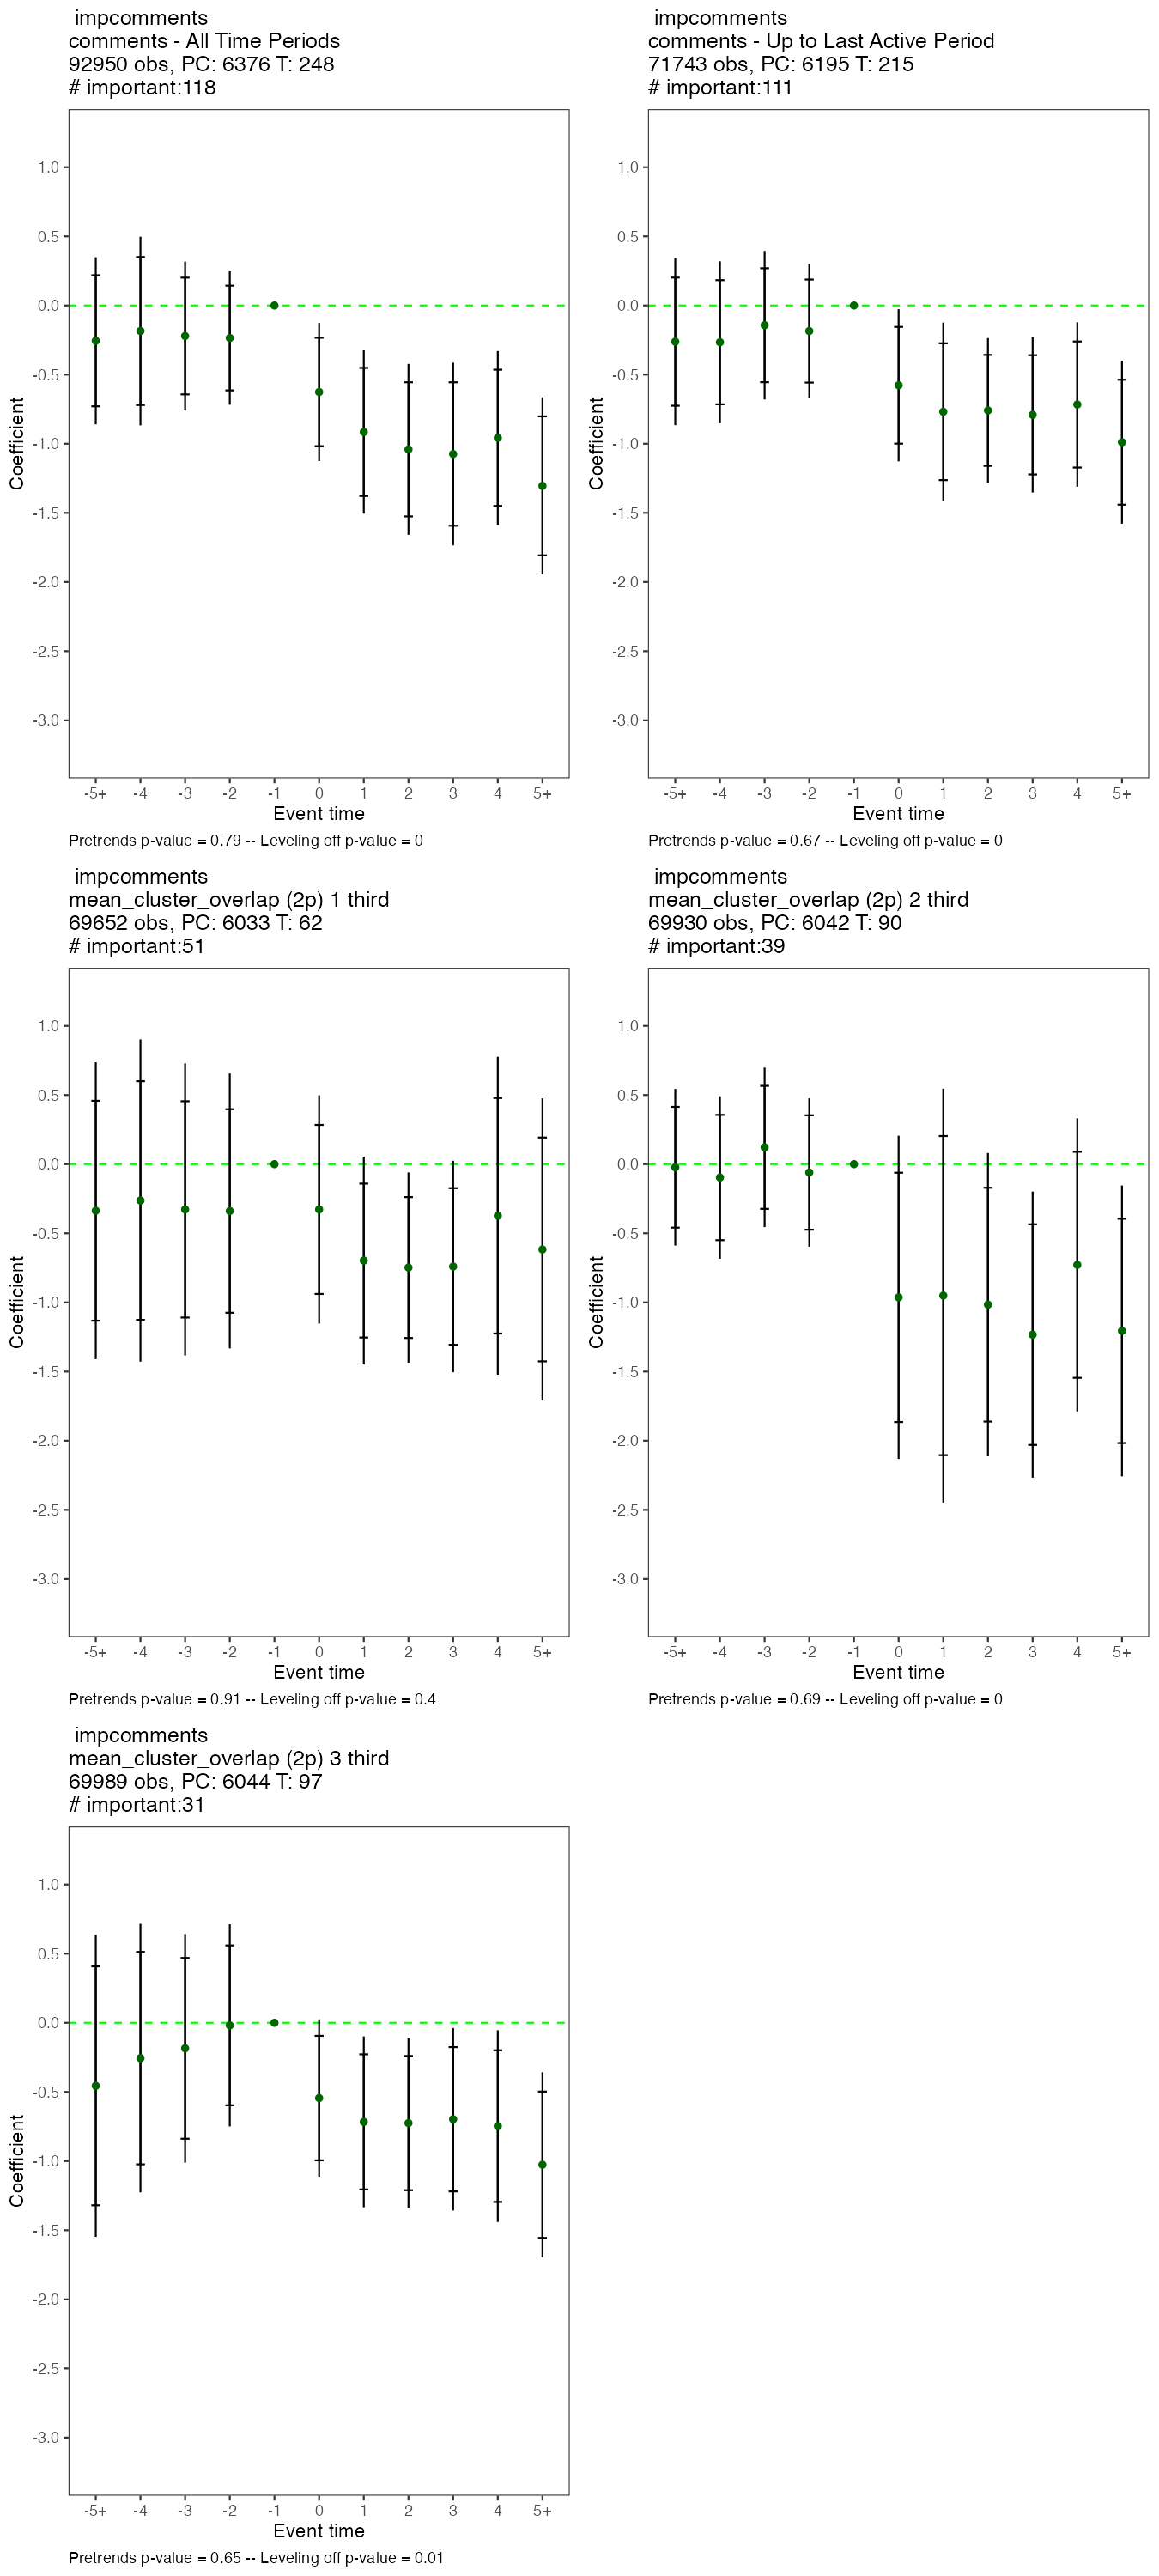 impcomments
comments - All Time Periods
92950 obs, PC: 6376 T: 248
# important:118
1.0
0.5
0.0
-0.5
-1.0
-1.5
-2.0
-2.5
-3.0
Coefficient
-5+ -4 -3 -2 -1 0 1 2 3 4 5+
Event time
Pretrends p-value = 0.79 -- Leveling off p-value = 0
impcomments
comments - Up to Last Active Period
71743 obs, PC: 6195 T: 215
# important:111
1.0
0.5
0.0
-0.5
-1.0
-1.5
-2.0
-2.5
-3.0
Coefficient
-5+ -4 -3 -2 -1 0 1 2 3 4 5+
Event time
Pretrends p-value = 0.67 -- Leveling off p-value = 0
impcomments
mean_cluster_overlap (2p) 1 third
69652 obs, PC: 6033 T: 62
# important:51
1.0
0.5
0.0
-0.5
-1.0
-1.5
-2.0
-2.5
-3.0
Coefficient
-5+ -4 -3 -2 -1 0 1 2 3 4 5+
Event time
Pretrends p-value = 0.91 -- Leveling off p-value = 0.4
impcomments
mean_cluster_overlap (2p) 2 third
69930 obs, PC: 6042 T: 90
# important:39
1.0
0.5
0.0
-0.5
-1.0
-1.5
-2.0
-2.5
-3.0
Coefficient
-5+ -4 -3 -2 -1 0 1 2 3 4 5+
Event time
Pretrends p-value = 0.69 -- Leveling off p-value = 0
impcomments
mean_cluster_overlap (2p) 3 third
69989 obs, PC: 6044 T: 97
# important:31
1.0
0.5
0.0
-0.5
-1.0
-1.5
-2.0
-2.5
-3.0
Coefficient
-5+ -4 -3 -2 -1 0 1 2 3 4 5+
Event time
Pretrends p-value = 0.65 -- Leveling off p-value = 0.01